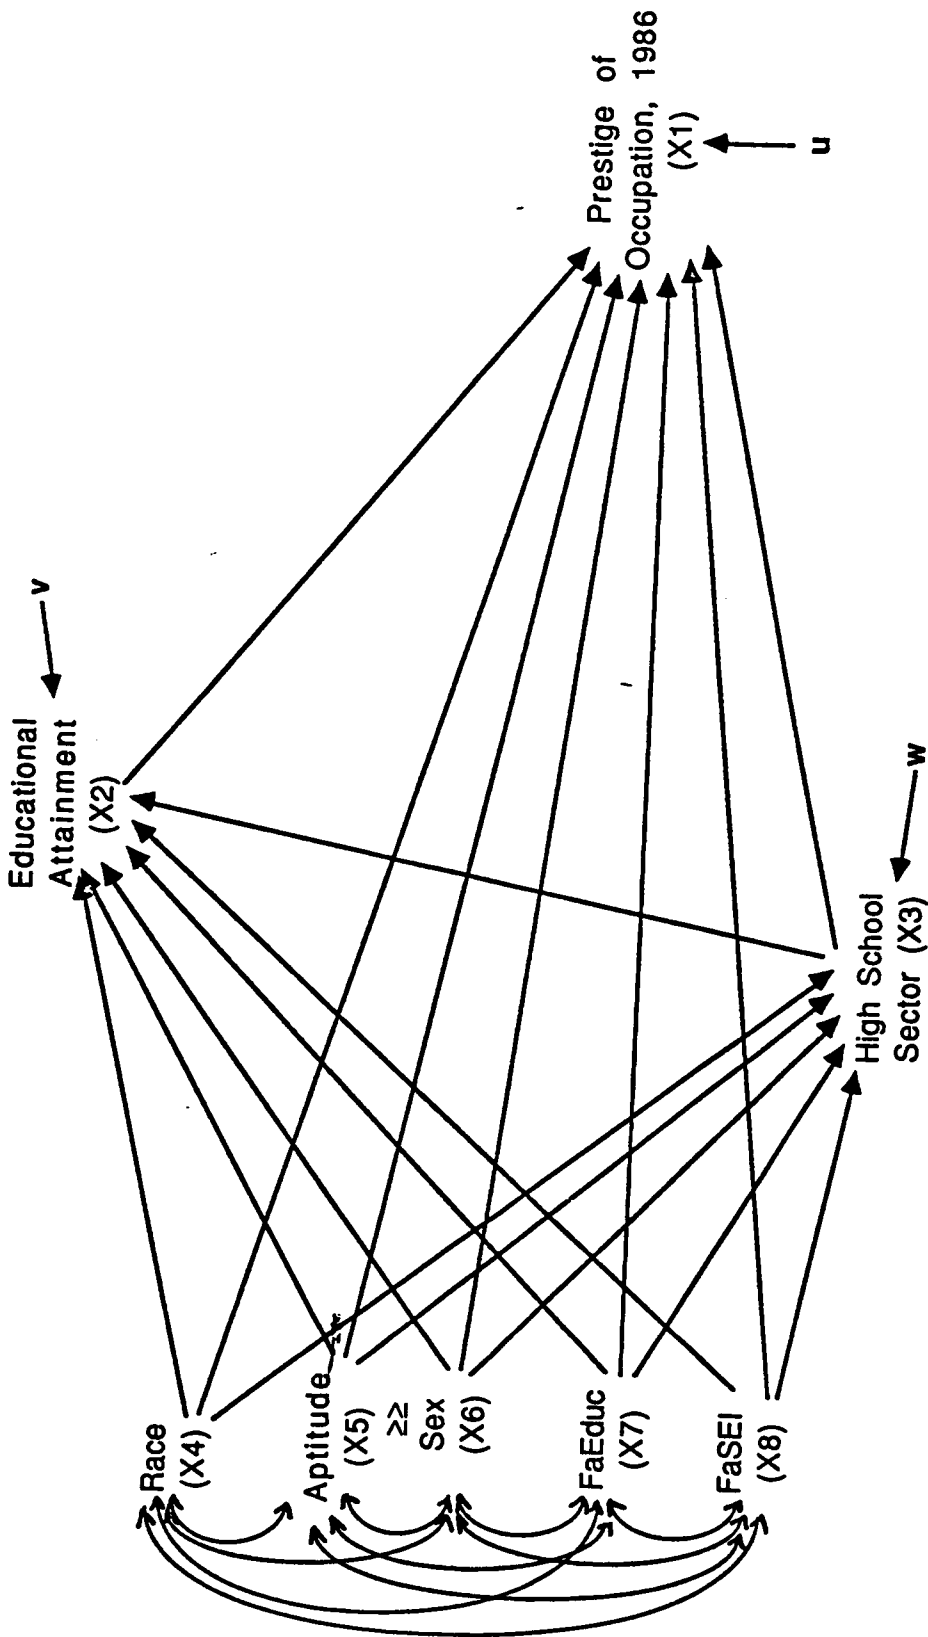 Educational
Attainment
(X2)
v
Prestige of
Occupation, 1986
(X1)
u
Race
(X4)
Aptitude
(X5)
≥≥
Sex
(X6)
FaEduc
(X7)
FaSEI
(X8)
High School
Sector (X3)
w